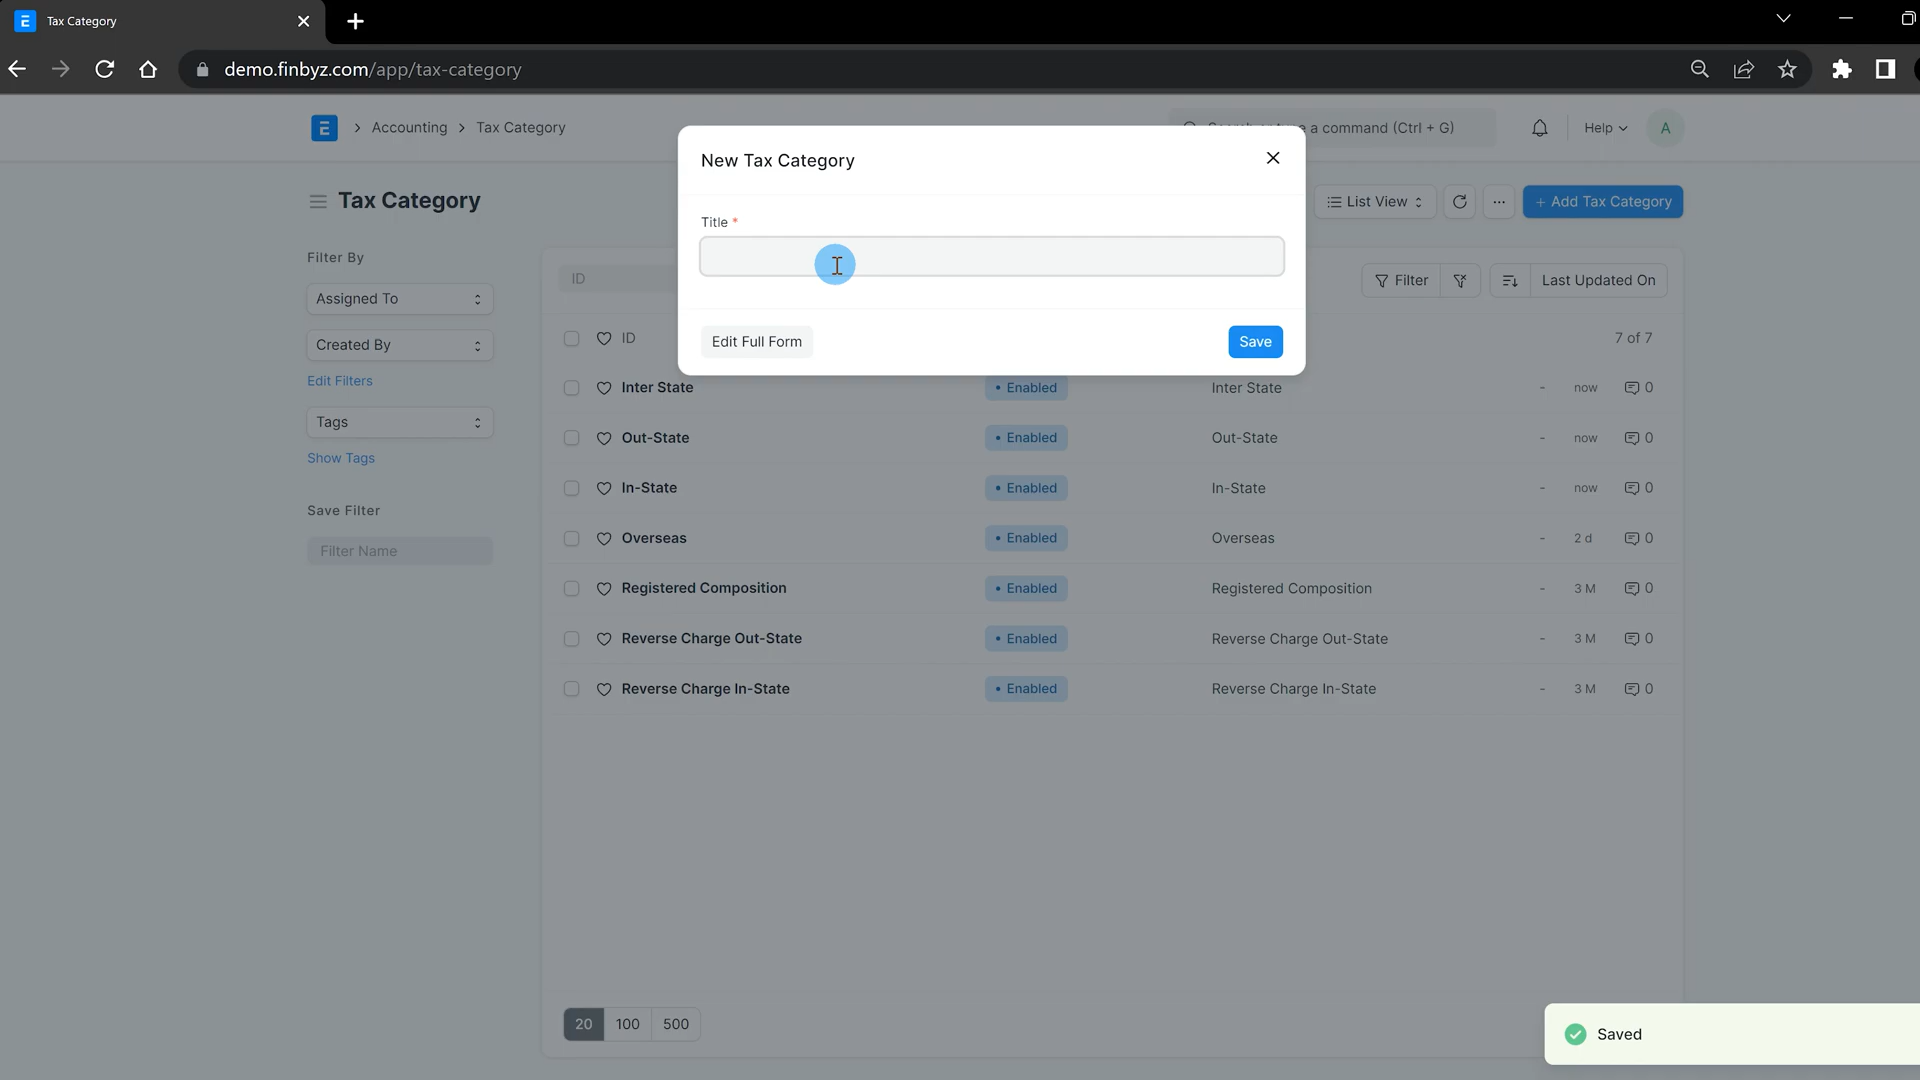 E Tax Category
demo.finbyz.com/app/tax-category
E > Accounting > Tax Category
a command (Ctrl + G)
Help
A
New Tax Category
Title *
Edit Full Form
Save
Tax Category
List View
+ Add Tax Category
Filter By
Assigned To
Created By
Edit Filters
Tags
Show Tags
Save Filter
Filter Name
ID
Filter
Last Updated On
ID 7 of 7
Inter State • Enabled Inter State - now 0
Out-State • Enabled Out-State - now 0
In-State • Enabled In-State - now 0
Overseas • Enabled Overseas - 2 d 0
Registered Composition • Enabled Registered Composition - 3 M 0
Reverse Charge Out-State • Enabled Reverse Charge Out-State - 3 M 0
Reverse Charge In-State • Enabled Reverse Charge In-State - 3 M 0
20 100 500
Saved